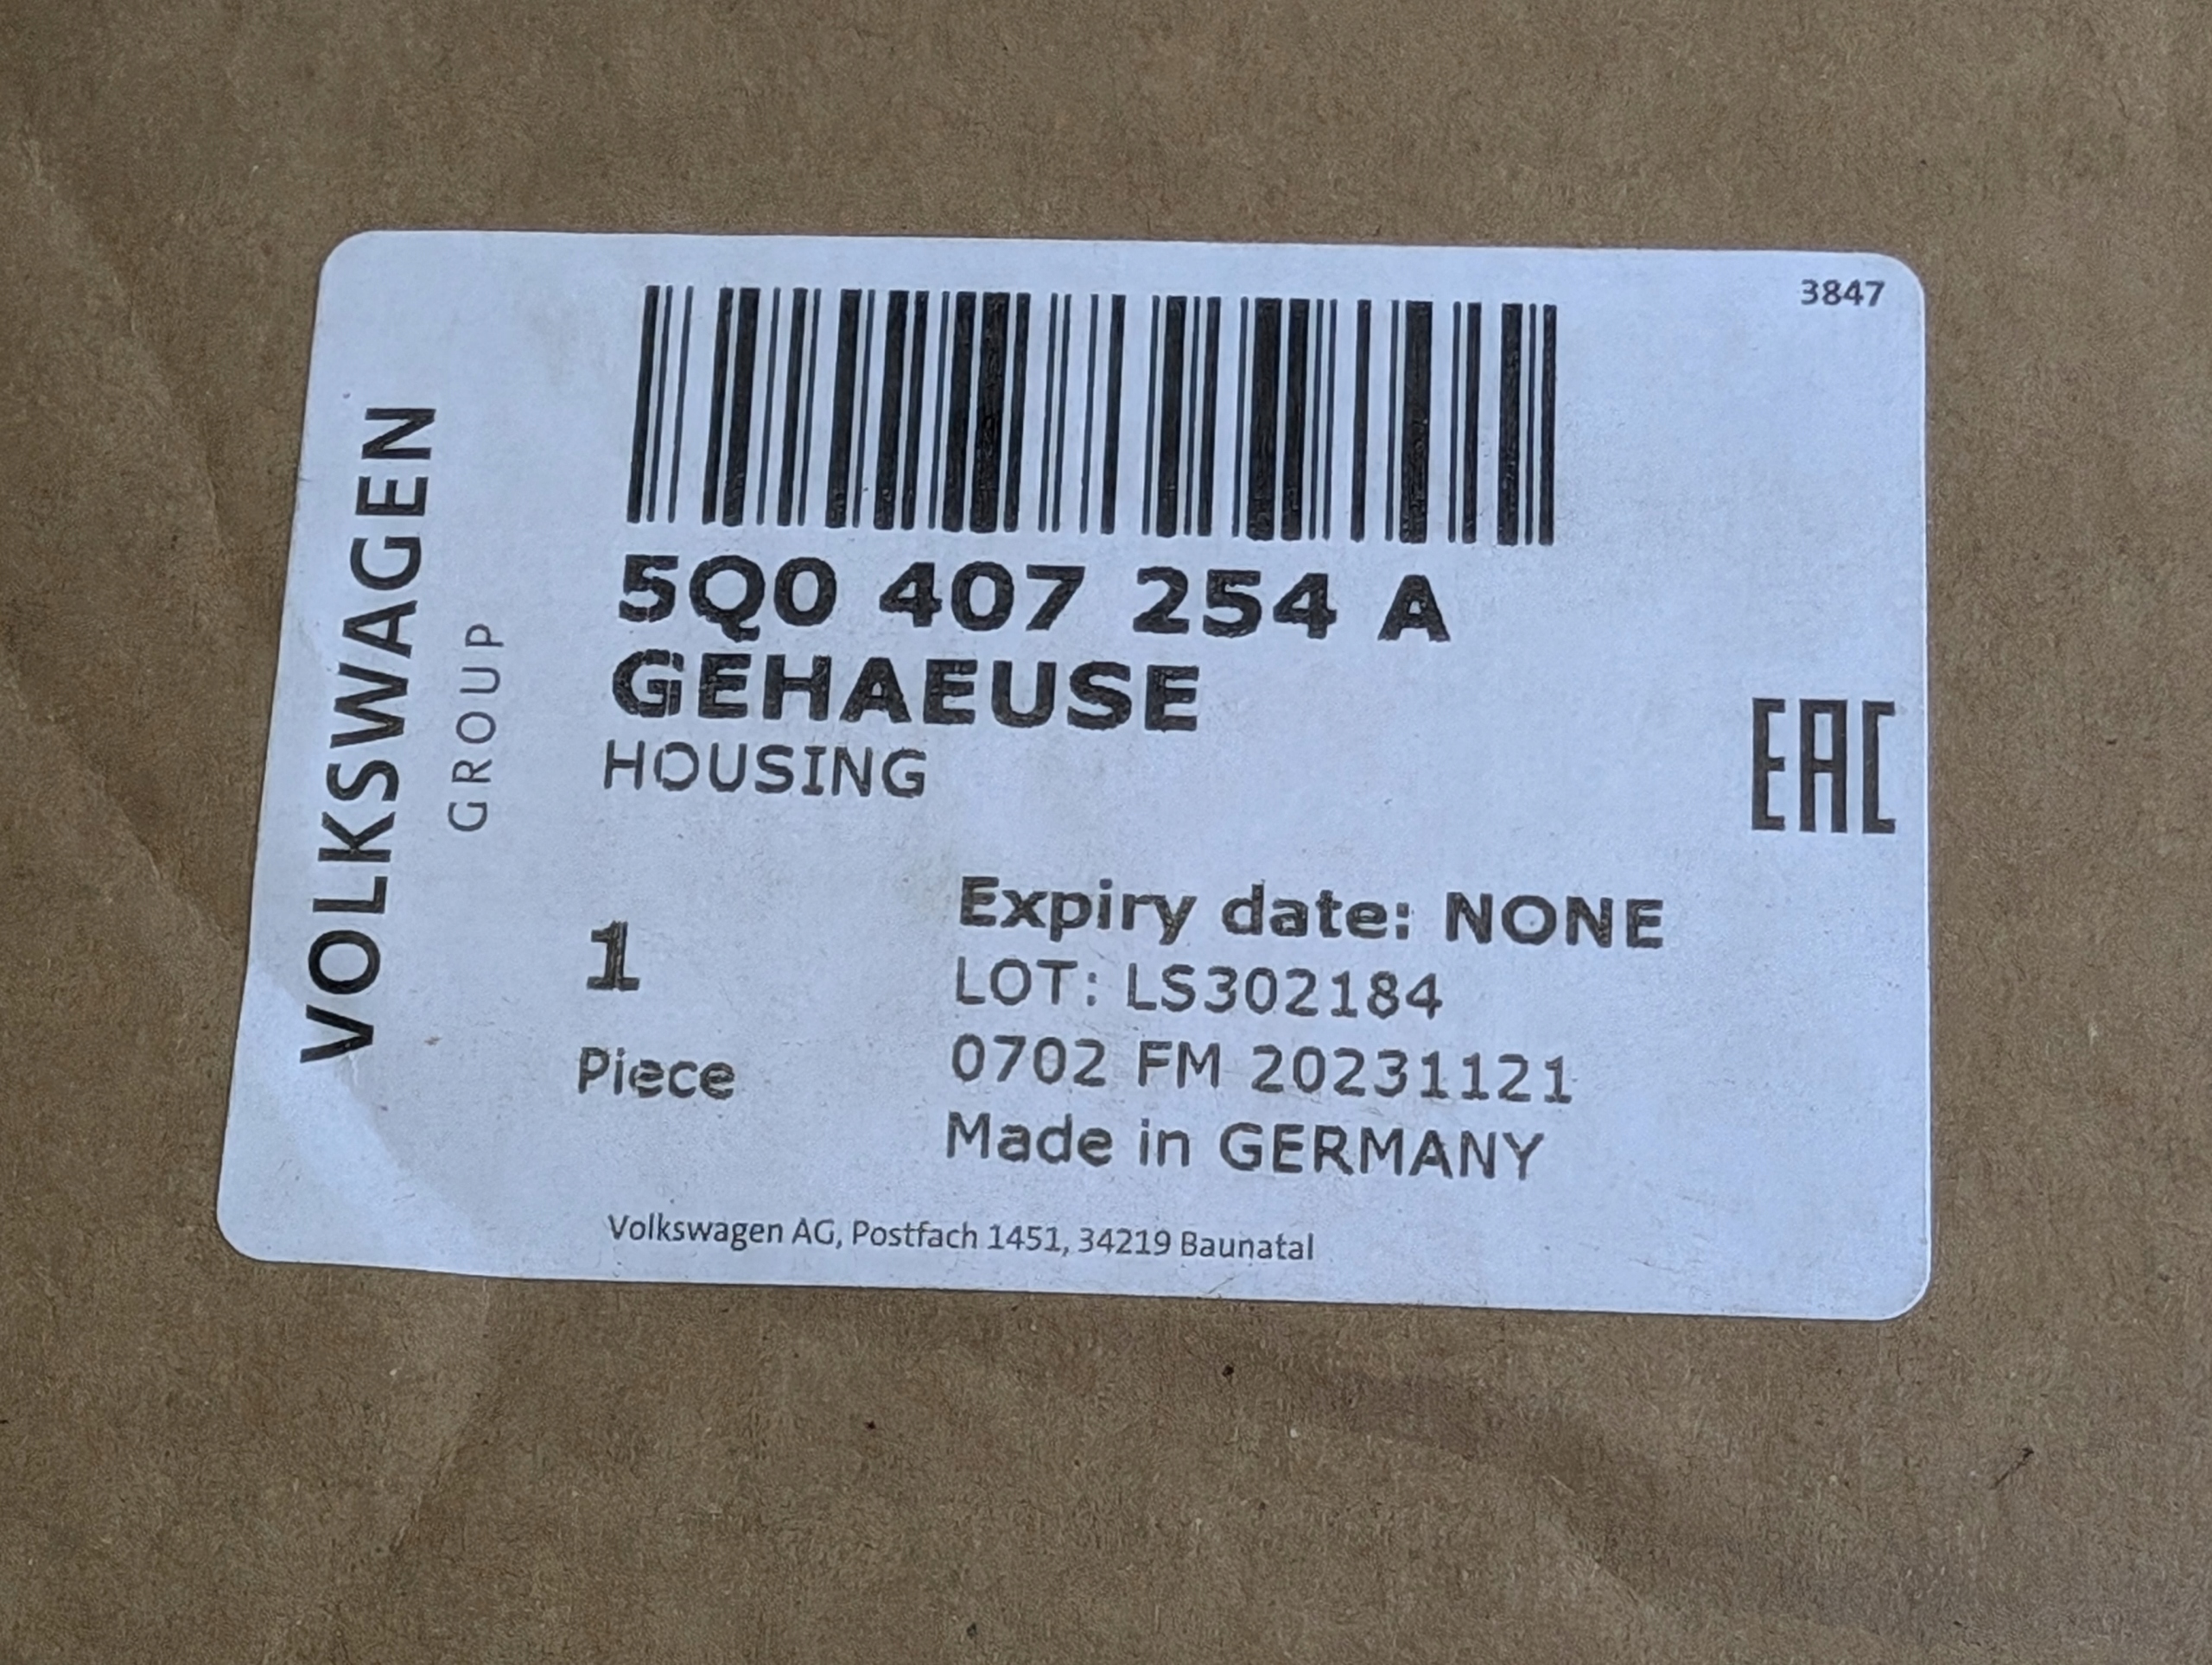 3847
VOLKSWAGEN
GROUP
5Q0 407 254 A
GEHAEUSE
HOUSING
EAC
1
Piece
Expiry date: NONE
LOT: LS302184
0702 FM 20231121
Made in GERMANY
Volkswagen AG, Postfach 1451, 34219 Baunatal